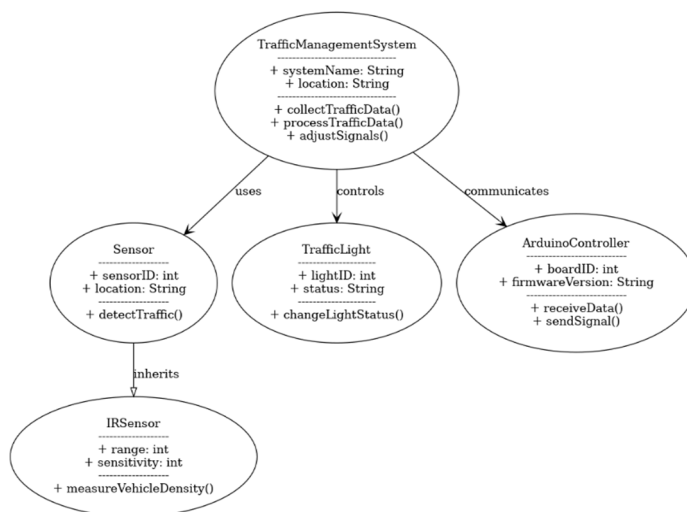 TrafficManagementSystem
--------------------------------
+ systemName: String
+ location: String
--------------------------------
+ collectTrafficData()
+ processTrafficData()
+ adjustSignals()
uses
controls
communicates
Sensor
-------------------
+ sensorID: int
+ location: String
-------------------
+ detectTraffic()
TrafficLight
--------------------
+ lightID: int
+ status: String
--------------------
+ changeLightStatus()
ArduinoController
---------------------------
+ boardID: int
+ firmwareVersion: String
---------------------------
+ receiveData()
+ sendSignal()
inherits
IRSensor
-------------------
+ range: int
+ sensitivity: int
-------------------
+ measureVehicleDensity()